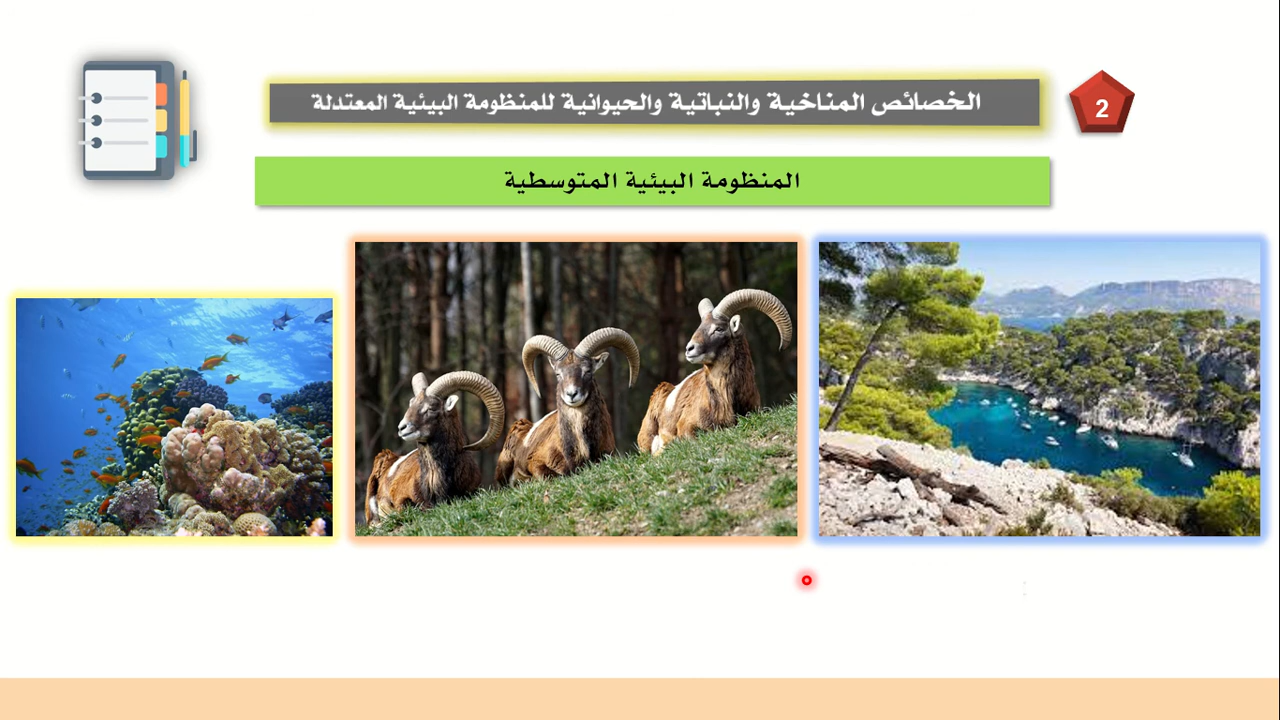 2
الخصائص المناخية والنباتية والحيوانية للمنظومة البيئية المعتدلة
المنظومة البيئية المتوسطية